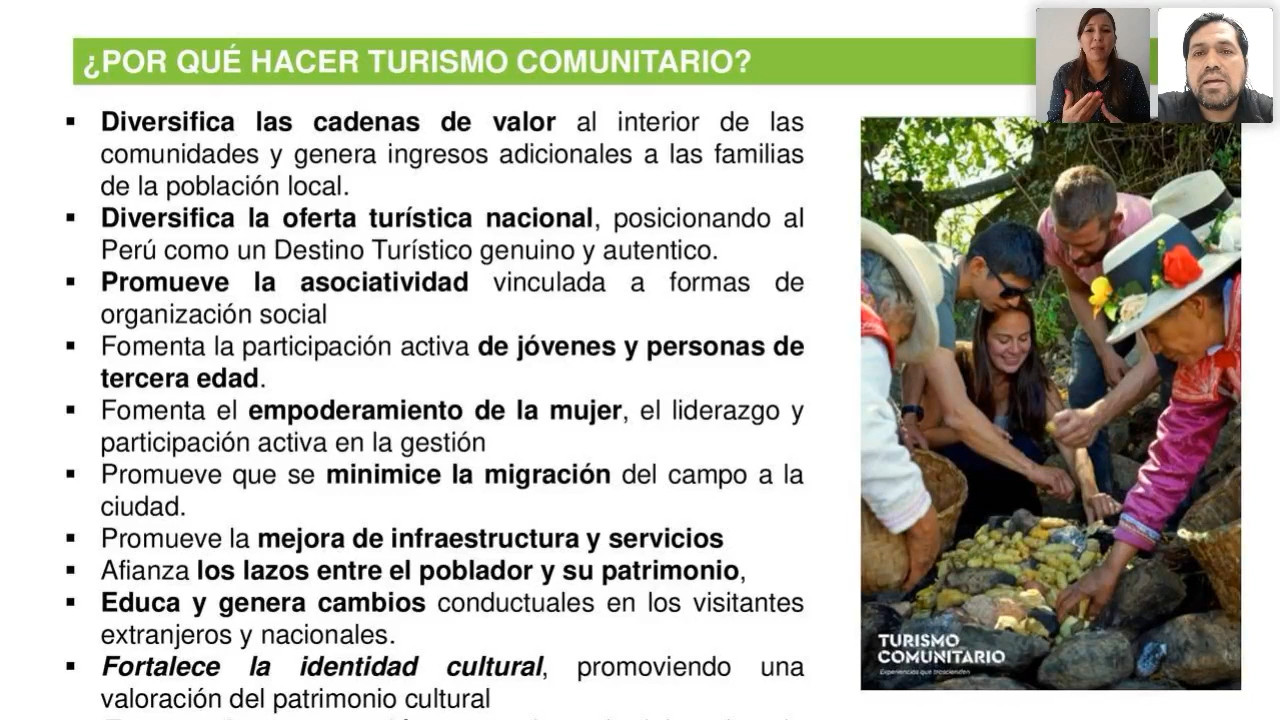 ¿POR QUÉ HACER TURISMO COMUNITARIO?
▪ Diversifica las cadenas de valor al interior de las
comunidades y genera ingresos adicionales a las familias
de la población local.
▪ Diversifica la oferta turística nacional, posicionando al
Perú como un Destino Turístico genuino y autentico.
▪ Promueve la asociatividad vinculada a formas de
organización social
▪ Fomenta la participación activa de jóvenes y personas de
tercera edad.
▪ Fomenta el empoderamiento de la mujer, el liderazgo y
participación activa en la gestión
▪ Promueve que se minimice la migración del campo a la
ciudad.
▪ Promueve la mejora de infraestructura y servicios
▪ Afianza los lazos entre el poblador y su patrimonio,
▪ Educa y genera cambios conductuales en los visitantes
extranjeros y nacionales.
▪ Fortalece la identidad cultural, promoviendo una
valoración del patrimonio cultural
TURISMO
COMUNITARIO
Experiencias que trascienden